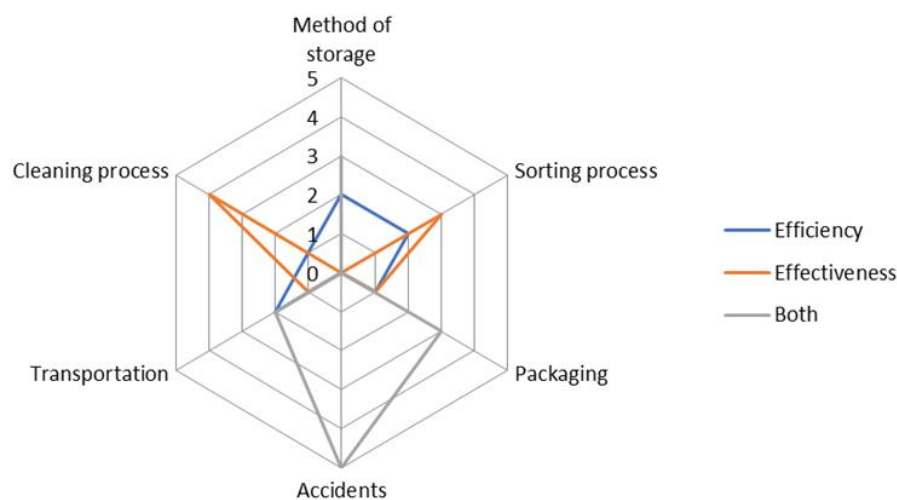 Method of
storage
5
4
3
2
1
0
Cleaning process
Sorting process
Transportation
Packaging
Accidents
Efficiency
Effectiveness
Both